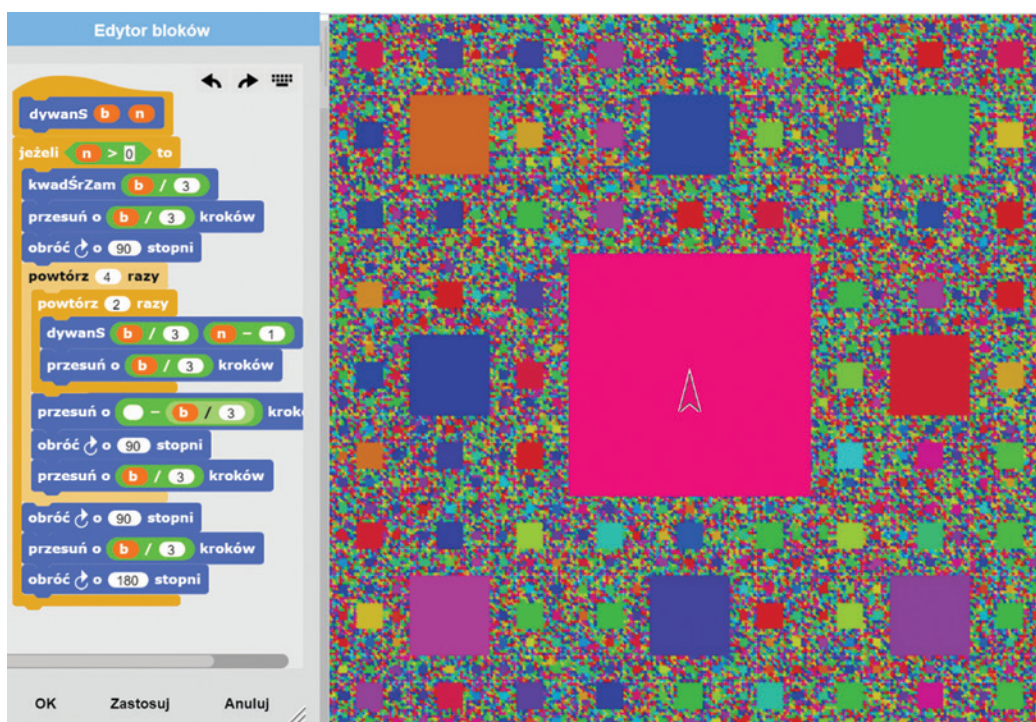 Edytor bloków
dywanS b n
jeżeli n > 0 to
kwadŚrZam b / 3
przesuń o b / 3 kroków
obróć o 90 stopni
powtórz 4 razy
powtórz 2 razy
dywanS b / 3 n - 1
przesuń o b / 3 kroków
przesuń o - b / 3 krok
obróć o 90 stopni
przesuń o b / 3 kroków
obróć o 90 stopni
przesuń o b / 3 kroków
obróć o 180 stopni
OK Zastosuj Anuluj